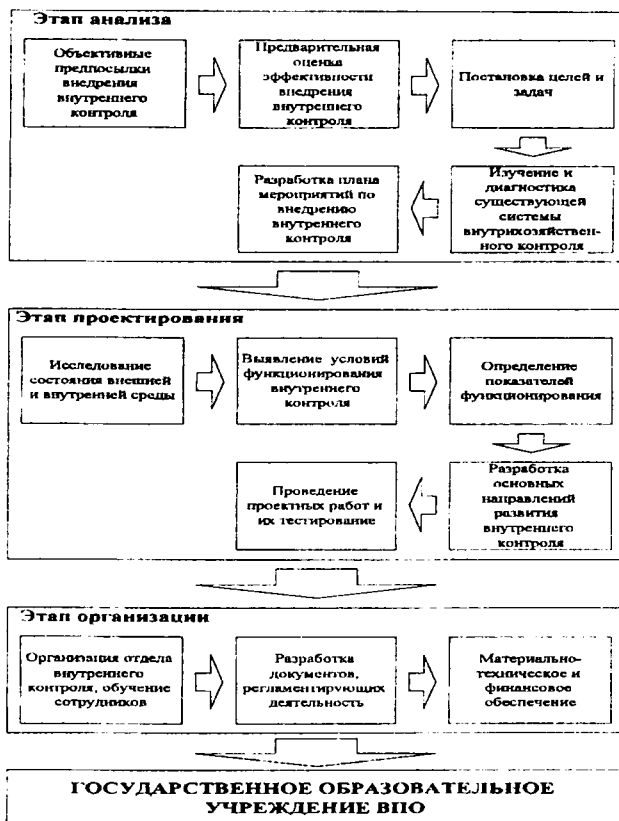 Этап анализа
Объективные
предпосылки
внедрения
внутреннего
контроля
Предварительная
оценка
эффективности
внедрения
внутреннего
контроля
Постановка целей и
задач
Изучение и
диагностика
существующей
системы
внутрихозяйствен-
ного контроля
Разработка плана
мероприятий по
внедрению
внутреннего
контроля
Этап проектирования
Исследование
состояния внешней
и внутренней среды
Выявление условий
функционирования
внутреннего
контроля
Определение
показателей
функционирования
Разработка
основных
направлений
развития
внутреннего
контроля
Проведение
проектных работ и
их тестирование
Этап организации
Организация отдела
внутреннего
контроля, обучение
сотрудников
Разработка
документов,
регламентирующих
деятельность
Материально-
техническое и
финансовое
обеспечение
ГОСУДАРСТВЕННОЕ ОБРАЗОВАТЕЛЬНОЕ
УЧРЕЖДЕНИЕ ВПО